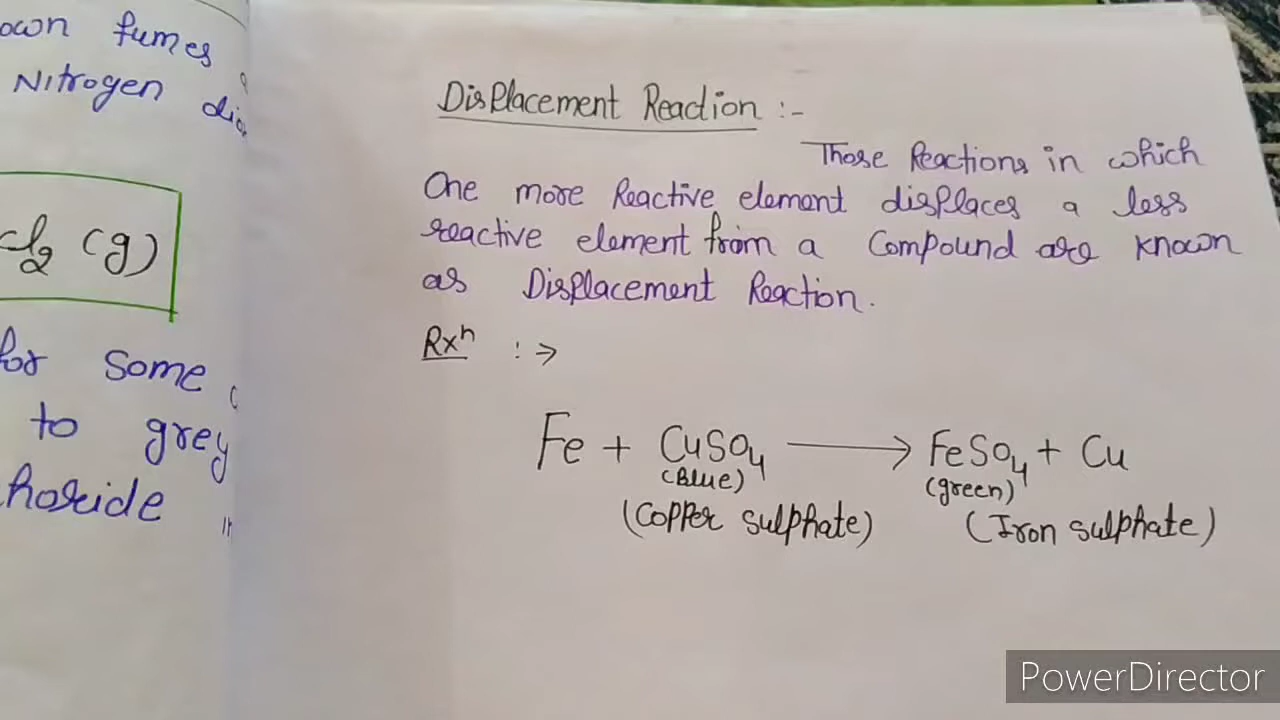 own fumes
Nitrogen
Cl2 (g)
for some
to grey
Displacement Reaction :-
Those Reactions in which
One more Reactive element displaces a less
reactive element from a Compound are known
as Displacement Reaction.
Rxn : →
Fe + CuSO4 → FeSO4 + Cu
(Blue) (green)
(Copper sulphate) (Iron sulphate)
PowerDirector